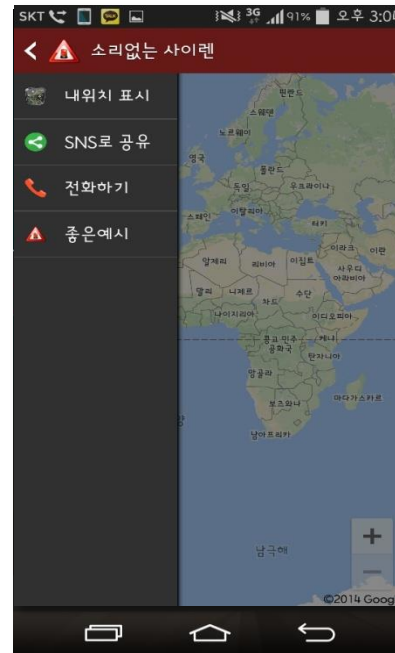 SKT 3G 91% 오후 3:0
소리없는 사이렌
내위치 표시
SNS로 공유
전화하기
좋은예시
핀란드
스웨덴
노르웨이
영국
폴란드
독일
우크라이나
스페인
이탈리아
터키
이라크
이란
알제리
리비아
이집트
사우디
아라비아
말리
니제르
차드
수단
나이지리아
에티오피아
콩고 민주
공화국
케냐
탄자니아
앙골라
보츠와나
마다가스카르
남아프리카
남극해
+
©2014 Goog